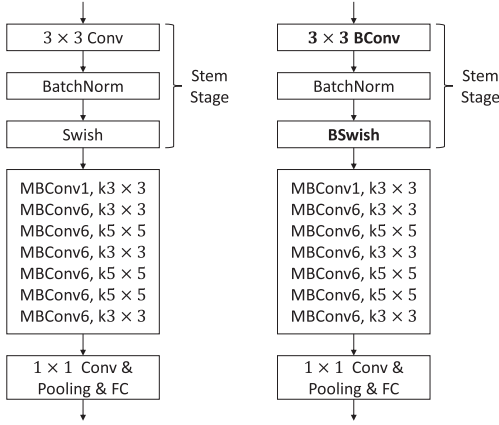 3 × 3 Conv
BatchNorm
Swish
Stem
Stage
MBConv1, k3 × 3
MBConv6, k3 × 3
MBConv6, k5 × 5
MBConv6, k3 × 3
MBConv6, k5 × 5
MBConv6, k5 × 5
MBConv6, k3 × 3
1 × 1 Conv &
Pooling & FC
3 × 3 BConv
BatchNorm
BSwish
Stem
Stage
MBConv1, k3 × 3
MBConv6, k3 × 3
MBConv6, k5 × 5
MBConv6, k3 × 3
MBConv6, k5 × 5
MBConv6, k5 × 5
MBConv6, k3 × 3
1 × 1 Conv &
Pooling & FC